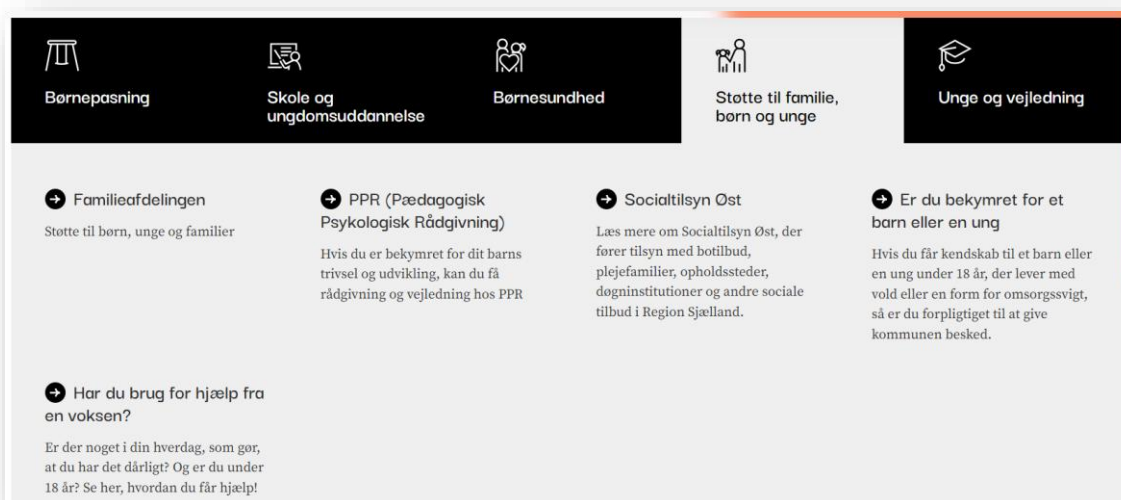 Børnepasning
Skole og
ungdomsuddannelse
Børnesundhed
Støtte til familie,
børn og unge
Unge og vejledning
Familieafdelingen
Støtte til børn, unge og familier
PPR (Pædagogisk
Psykologisk Rådgivning)
Hvis du er bekymret for dit barns
trivsel og udvikling, kan du få
rådgivning og vejledning hos PPR
Socialtilsyn Øst
Læs mere om Socialtilsyn Øst, der
fører tilsyn med botilbud,
plejefamilier, opholdssteder,
døgninstitutioner og andre sociale
tilbud i Region Sjælland.
Er du bekymret for et
barn eller en ung
Hvis du får kendskab til et barn eller
en ung under 18 år, der lever med
vold eller en form for omsorgssvigt,
så er du forpligtiget til at give
kommunen besked.
Har du brug for hjælp fra
en voksen?
Er der noget i din hverdag, som gør,
at du har det dårligt? Og er du under
18 år? Se her, hvordan du får hjælp!